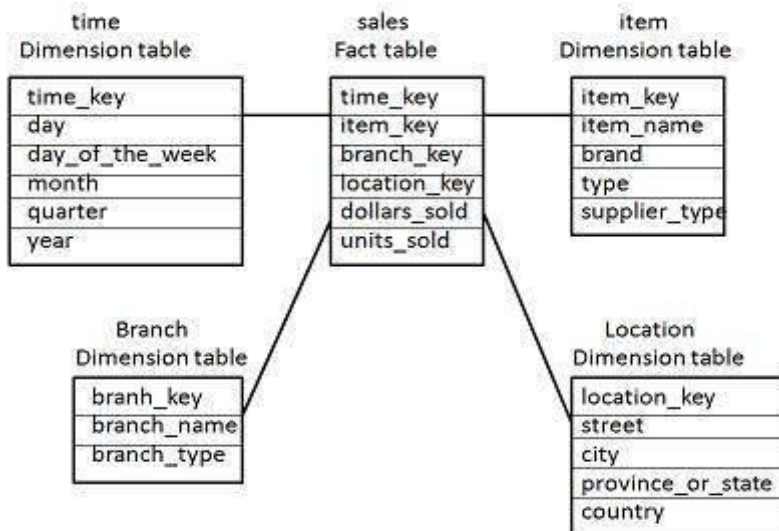 time
Dimension table
time_key
day
day_of_the_week
month
quarter
year
sales
Fact table
time_key
item_key
branch_key
location_key
dollars_sold
units_sold
item
Dimension table
item_key
item_name
brand
type
supplier_type
Branch
Dimension table
branh_key
branch_name
branch_type
Location
Dimension table
location_key
street
city
province_or_state
country